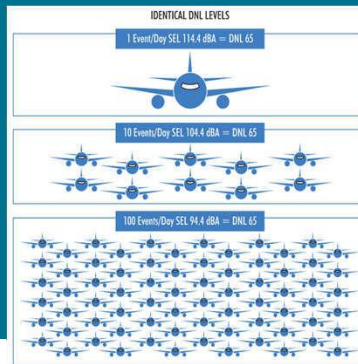 IDENTICAL DNL LEVELS
1 Event/Day SEL 114.4 dBA = DNL 65
10 Events/Day SEL 104.4 dBA = DNL 65
100 Events/Day SEL 94.4 dBA = DNL 65